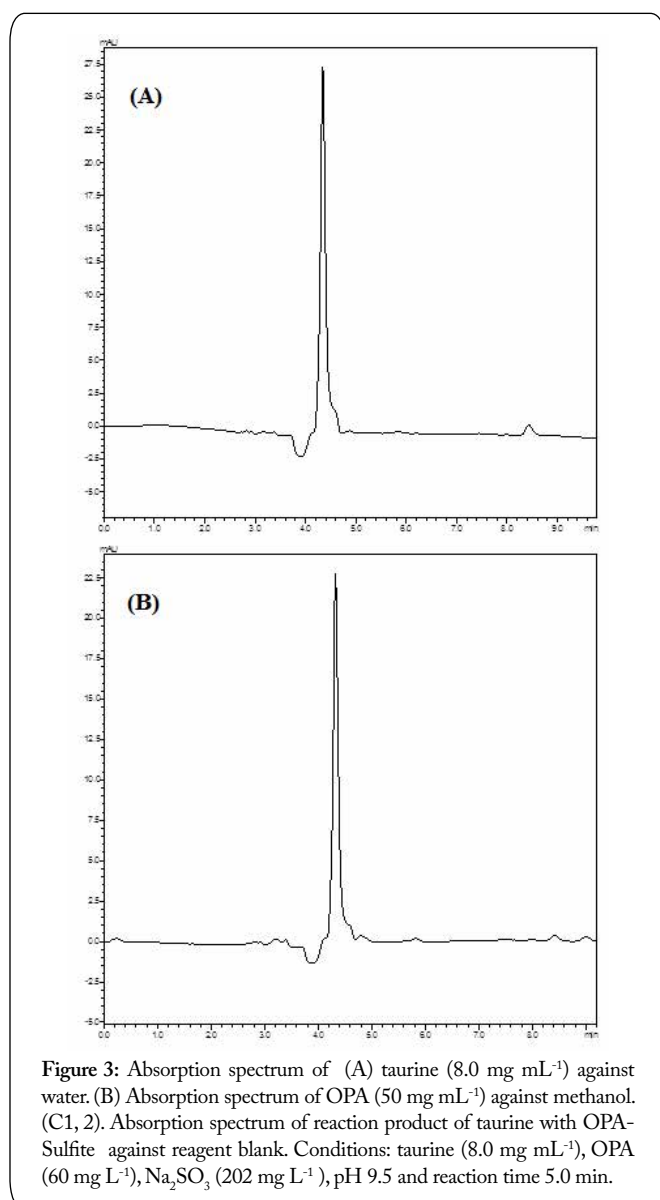 mAU
27.5
25.0
22.5
20.0
17.5
15.0
12.5
10.0
7.5
5.0
2.5
0.0
-2.5
-5.0
(A)
0.0 1.0 2.0 3.0 4.0 5.0 6.0 7.0 8.0 9.0 min
mAU
22.5
20.0
17.5
15.0
12.5
10.0
7.5
5.0
2.5
0.0
-2.5
-5.0
(B)
0.0 1.0 2.0 3.0 4.0 5.0 6.0 7.0 8.0 min
Figure 3: Absorption spectrum of (A) taurine (8.0 mg mL⁻¹) against
water. (B) Absorption spectrum of OPA (50 mg mL⁻¹) against methanol.
(C1, 2). Absorption spectrum of reaction product of taurine with OPA-
Sulfite against reagent blank. Conditions: taurine (8.0 mg mL⁻¹), OPA
(60 mg L⁻¹), Na₂SO₃ (202 mg L⁻¹ ), pH 9.5 and reaction time 5.0 min.